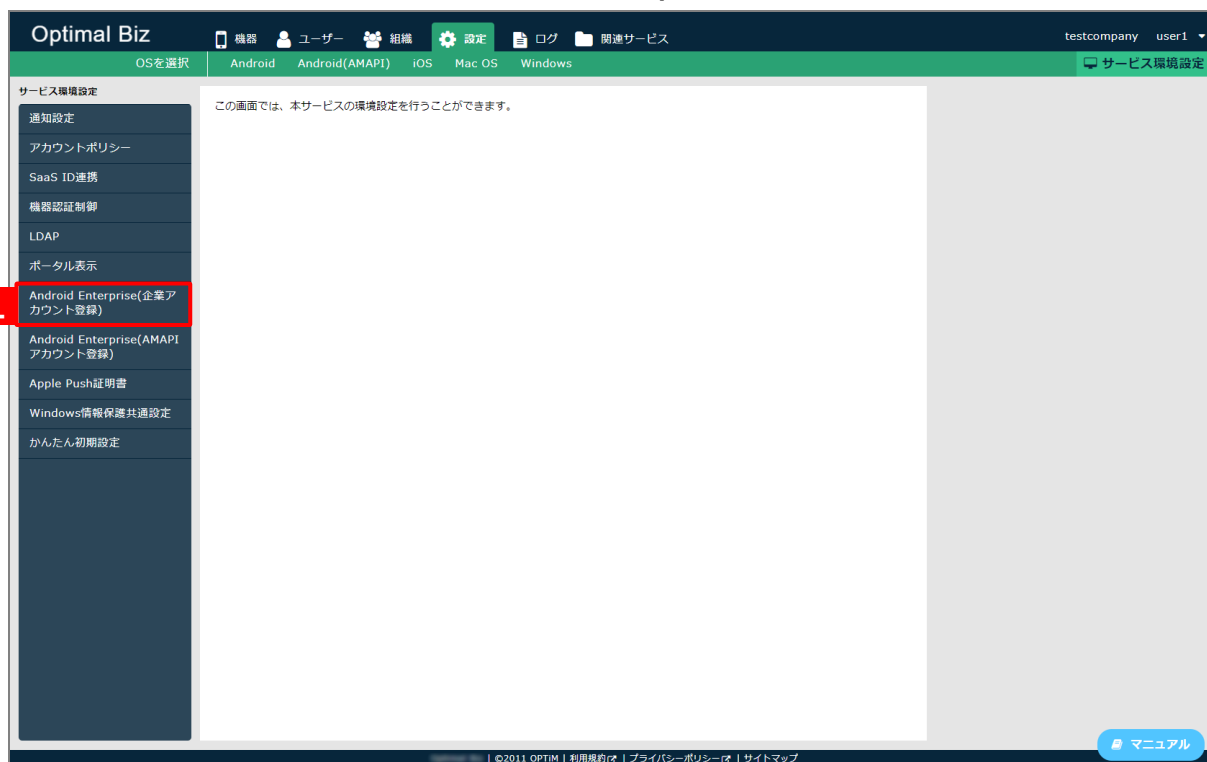 Optimal Biz
機器 ユーザー 組織 設定 ログ 関連サービス
testcompany user1
OSを選択 Android Android(AMAPI) iOS Mac OS Windows
サービス環境設定
サービス環境設定
この画面では、本サービスの環境設定を行うことができます。
通知設定
アカウントポリシー
SaaS ID連携
機器認証制御
LDAP
ポータル表示
Android Enterprise(企業ア
カウント登録)
Android Enterprise(AMAPI
アカウント登録)
Apple Push証明書
Windows情報保護共通設定
かんたん初期設定
マニュアル
| ©2011 OPTiM | 利用規約 | プライバシーポリシー | サイトマップ